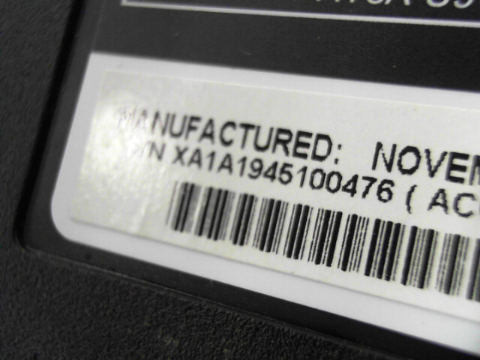 MANUFACTURED: NOVEM
S/N XA1A1945100476 ( AC